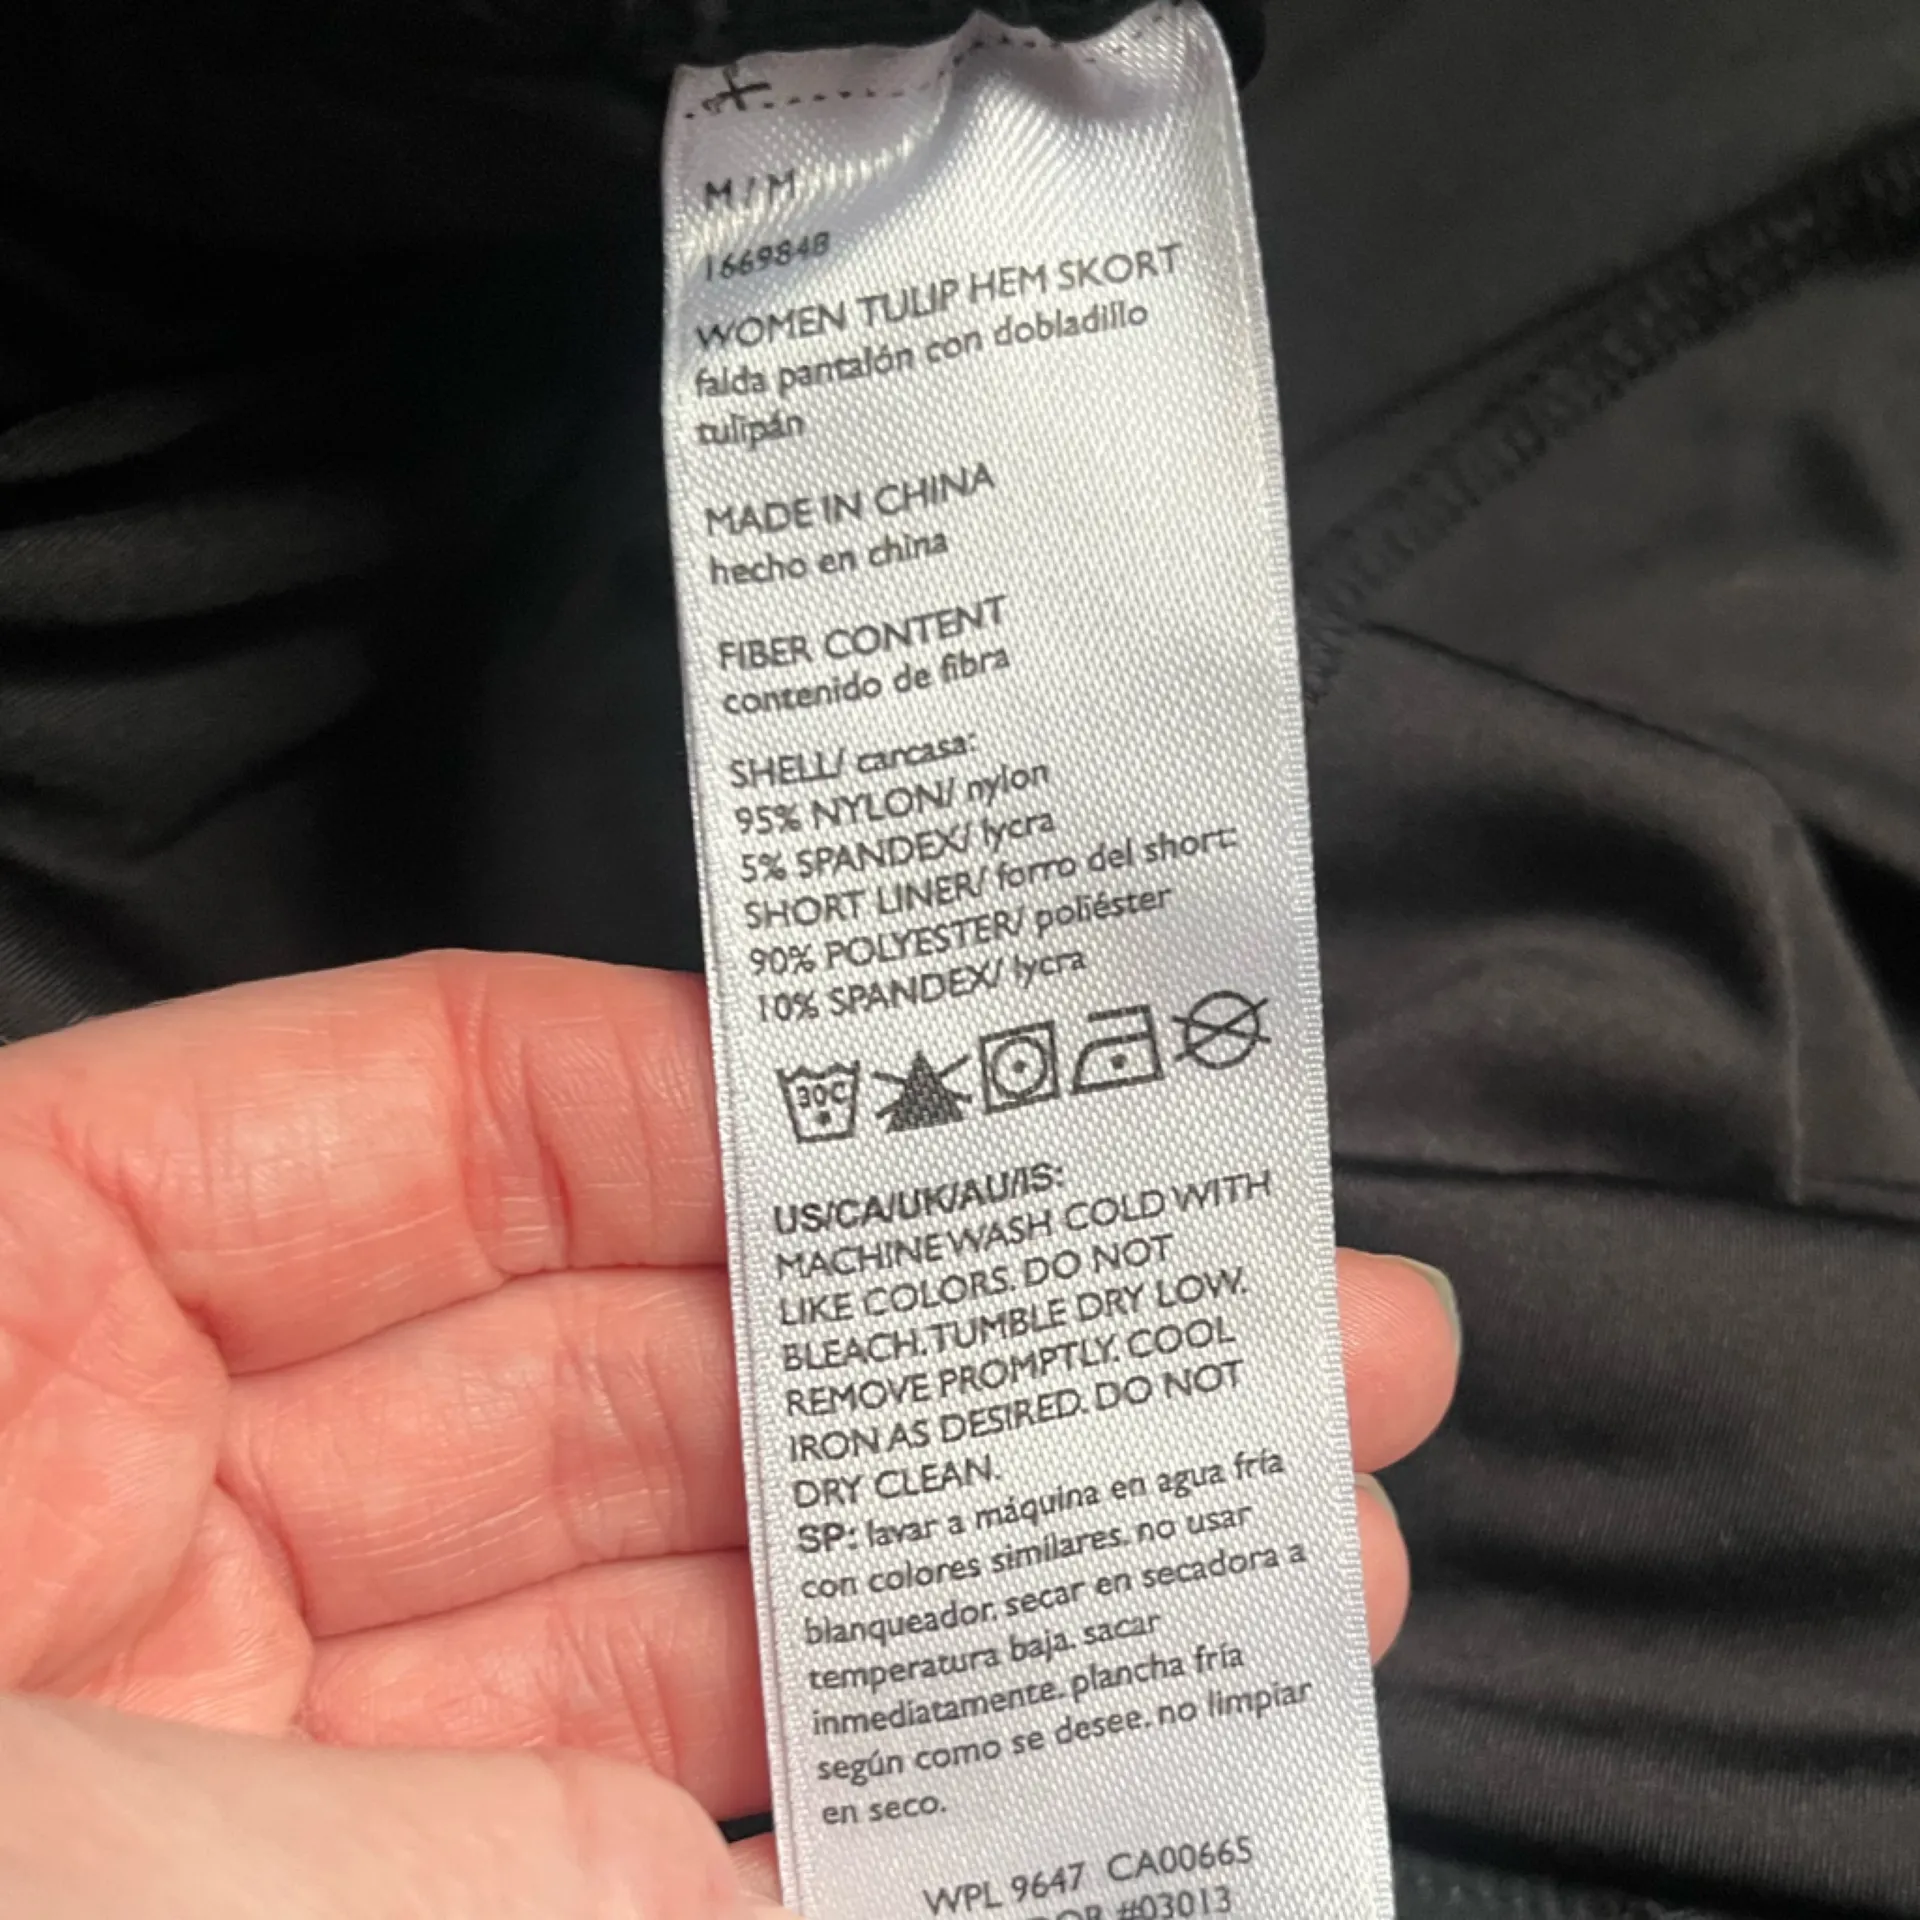 M / M
1669848
WOMEN TULIP HEM SKORT
falda pantalón con dobladillo
tulipán
MADE IN CHINA
hecho en china
FIBER CONTENT
contenido de fibra
SHELL/ carcasa:
95% NYLON/ nylon
5% SPANDEX/ lycra
SHORT LINER/ forro del short:
90% POLYESTER/ poliéster
10% SPANDEX/ lycra
30C
US/CA/UK/AU/IS:
MACHINE WASH COLD WITH
LIKE COLORS. DO NOT
BLEACH. TUMBLE DRY LOW.
REMOVE PROMPTLY. COOL
IRON AS DESIRED. DO NOT
DRY CLEAN.
SP: lavar a máquina en agua fría
con colores similares. no usar
blanqueador. secar en secadora a
temperatura baja. sacar
inmediatamente. plancha fría
según como se desee. no limpiar
en seco.
WPL 9647 CA00665
#03013